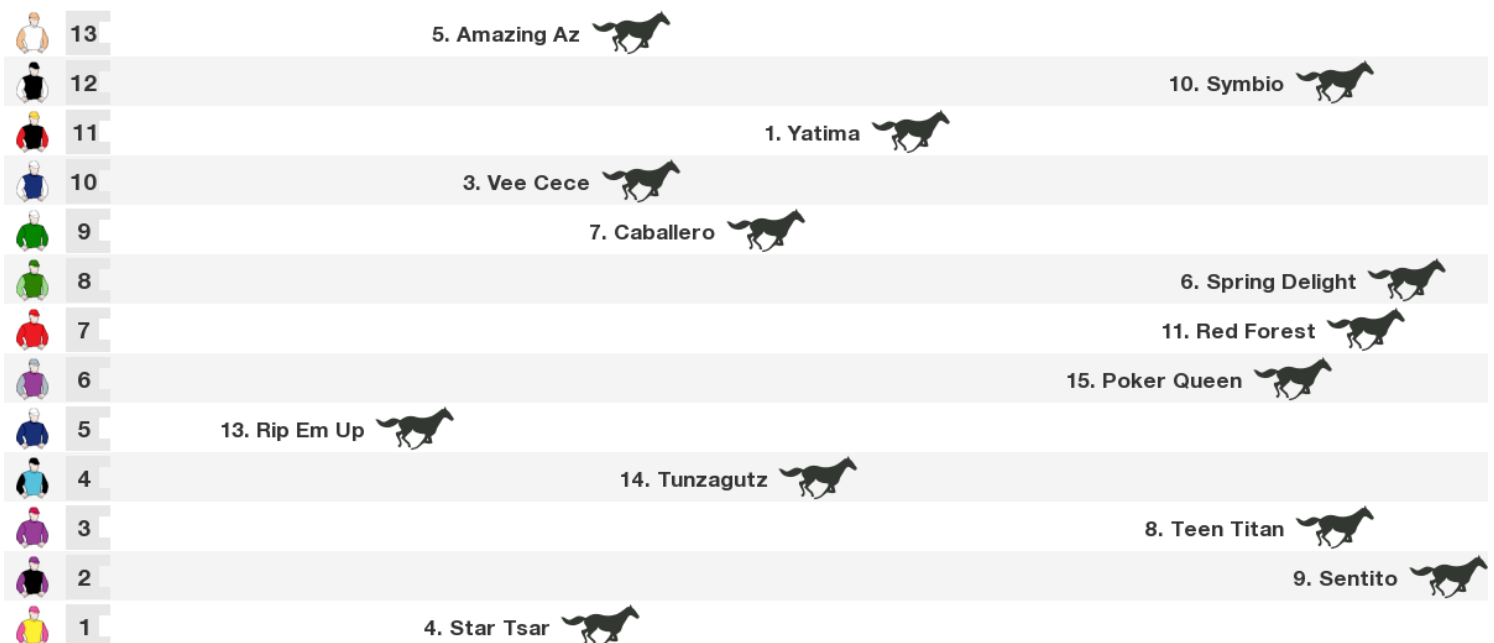 13 5. Amazing Az
12 10. Symbio
11 1. Yatima
10 3. Vee Cece
9 7. Caballero
8 6. Spring Delight
7 11. Red Forest
6 15. Poker Queen
5 13. Rip Em Up
4 14. Tunzagutz
3 8. Teen Titan
2 9. Sentito
1 4. Star Tsar